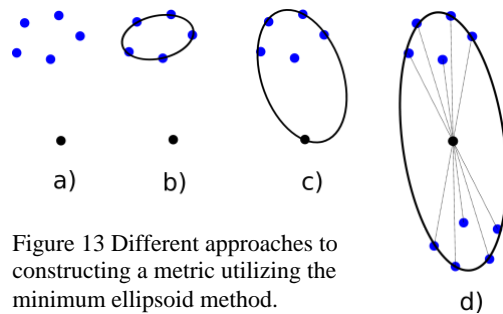 a)
b)
c)
d)
Figure 13 Different approaches to
constructing a metric utilizing the
minimum ellipsoid method.